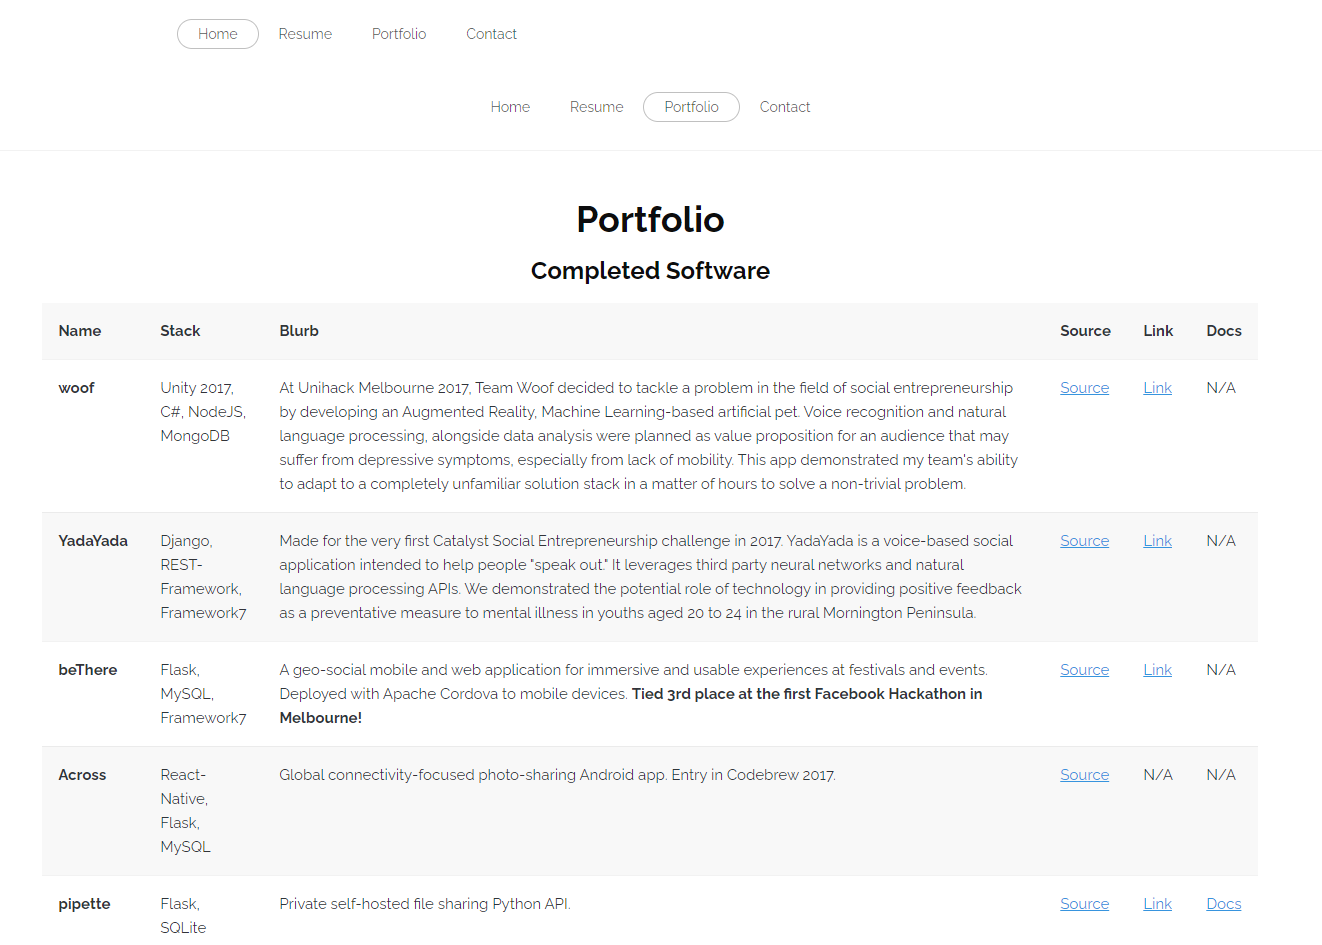 Home Resume Portfolio Contact
Home Resume Portfolio Contact
Portfolio
Completed Software
Name Stack Blurb Source Link Docs
woof Unity 2017, At Unihack Melbourne 2017, Team Woof decided to tackle a problem in the field of social entrepreneurship Source Link N/A
C#, NodeJS, by developing an Augmented Reality, Machine Learning-based artificial pet. Voice recognition and natural
MongoDB language processing, alongside data analysis were planned as value proposition for an audience that may
suffer from depressive symptoms, especially from lack of mobility. This app demonstrated my team's ability
to adapt to a completely unfamiliar solution stack in a matter of hours to solve a non-trivial problem.
YadaYada Django, Made for the very first Catalyst Social Entrepreneurship challenge in 2017. YadaYada is a voice-based social Source Link N/A
REST- application intended to help people "speak out." It leverages third party neural networks and natural
Framework, language processing APIs. We demonstrated the potential role of technology in providing positive feedback
Framework7 as a preventative measure to mental illness in youths aged 20 to 24 in the rural Mornington Peninsula.
beThere Flask, A geo-social mobile and web application for immersive and usable experiences at festivals and events. Source Link N/A
MySQL, Deployed with Apache Cordova to mobile devices. Tied 3rd place at the first Facebook Hackathon in
Framework7 Melbourne!
Across React- Global connectivity-focused photo-sharing Android app. Entry in Codebrew 2017. Source N/A N/A
Native,
Flask,
MySQL
pipette Flask, Private self-hosted file sharing Python API. Source Link Docs
SQLite